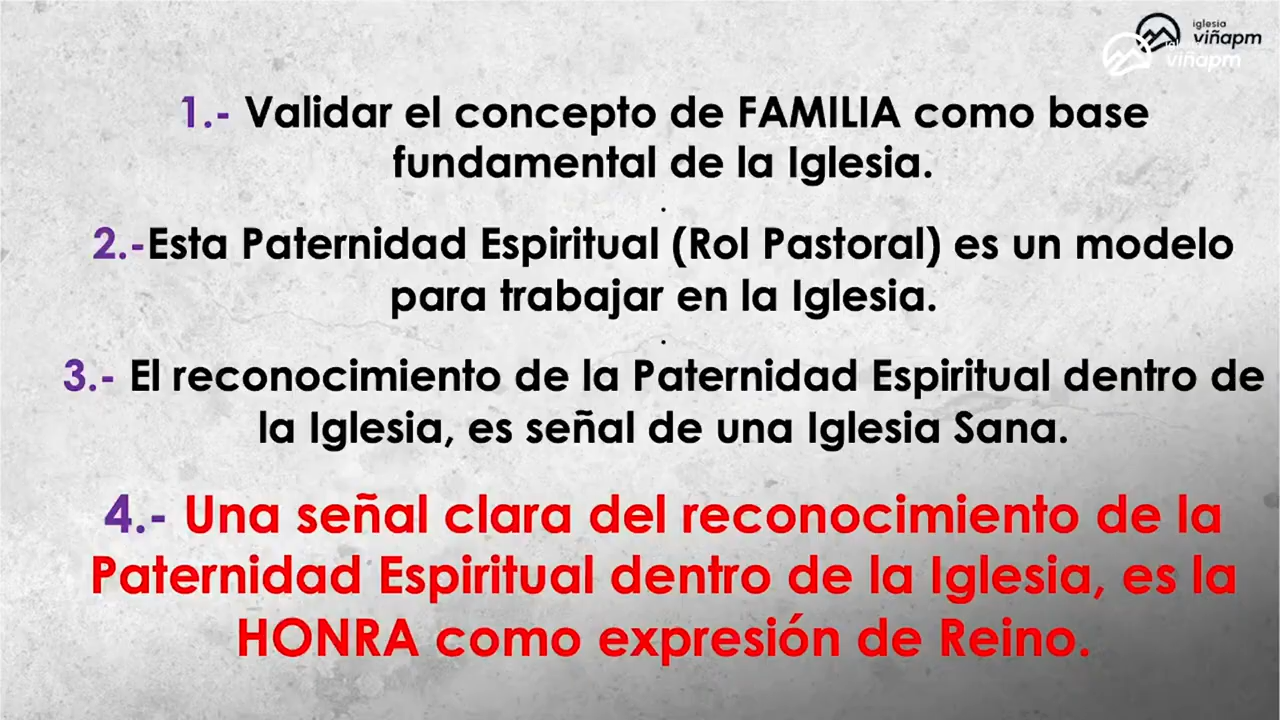 iglesia
viñapm
viñapm
1.- Validar el concepto de FAMILIA como base
fundamental de la Iglesia.
.
2.-Esta Paternidad Espiritual (Rol Pastoral) es un modelo
para trabajar en la Iglesia.
.
3.- El reconocimiento de la Paternidad Espiritual dentro de
la Iglesia, es señal de una Iglesia Sana.
4.- Una señal clara del reconocimiento de la
Paternidad Espiritual dentro de la Iglesia, es la
HONRA como expresión de Reino.